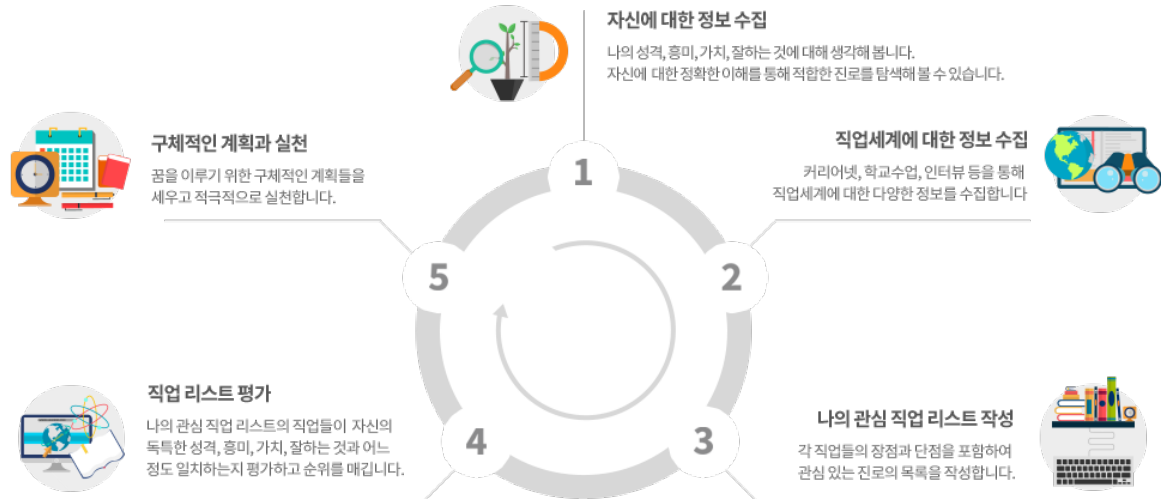 자신에 대한 정보 수집
나의 성격, 흥미, 가치, 잘하는 것에 대해 생각해 봅니다.
자신에 대한 정확한 이해를 통해 적합한 진로를 탐색해 볼 수 있습니다.
1
직업세계에 대한 정보 수집
커리어넷, 학교수업, 인터뷰 등을 통해
직업세계에 대한 다양한 정보를 수집합니다
2
나의 관심 직업 리스트 작성
각 직업들의 장점과 단점을 포함하여
관심 있는 진로의 목록을 작성합니다.
3
직업 리스트 평가
나의 관심 직업 리스트의 직업들이 자신의
독특한 성격, 흥미, 가치, 잘하는 것과 어느
정도 일치하는지 평가하고 순위를 매깁니다.
4
구체적인 계획과 실천
꿈을 이루기 위한 구체적인 계획들을
세우고 적극적으로 실천합니다.
5